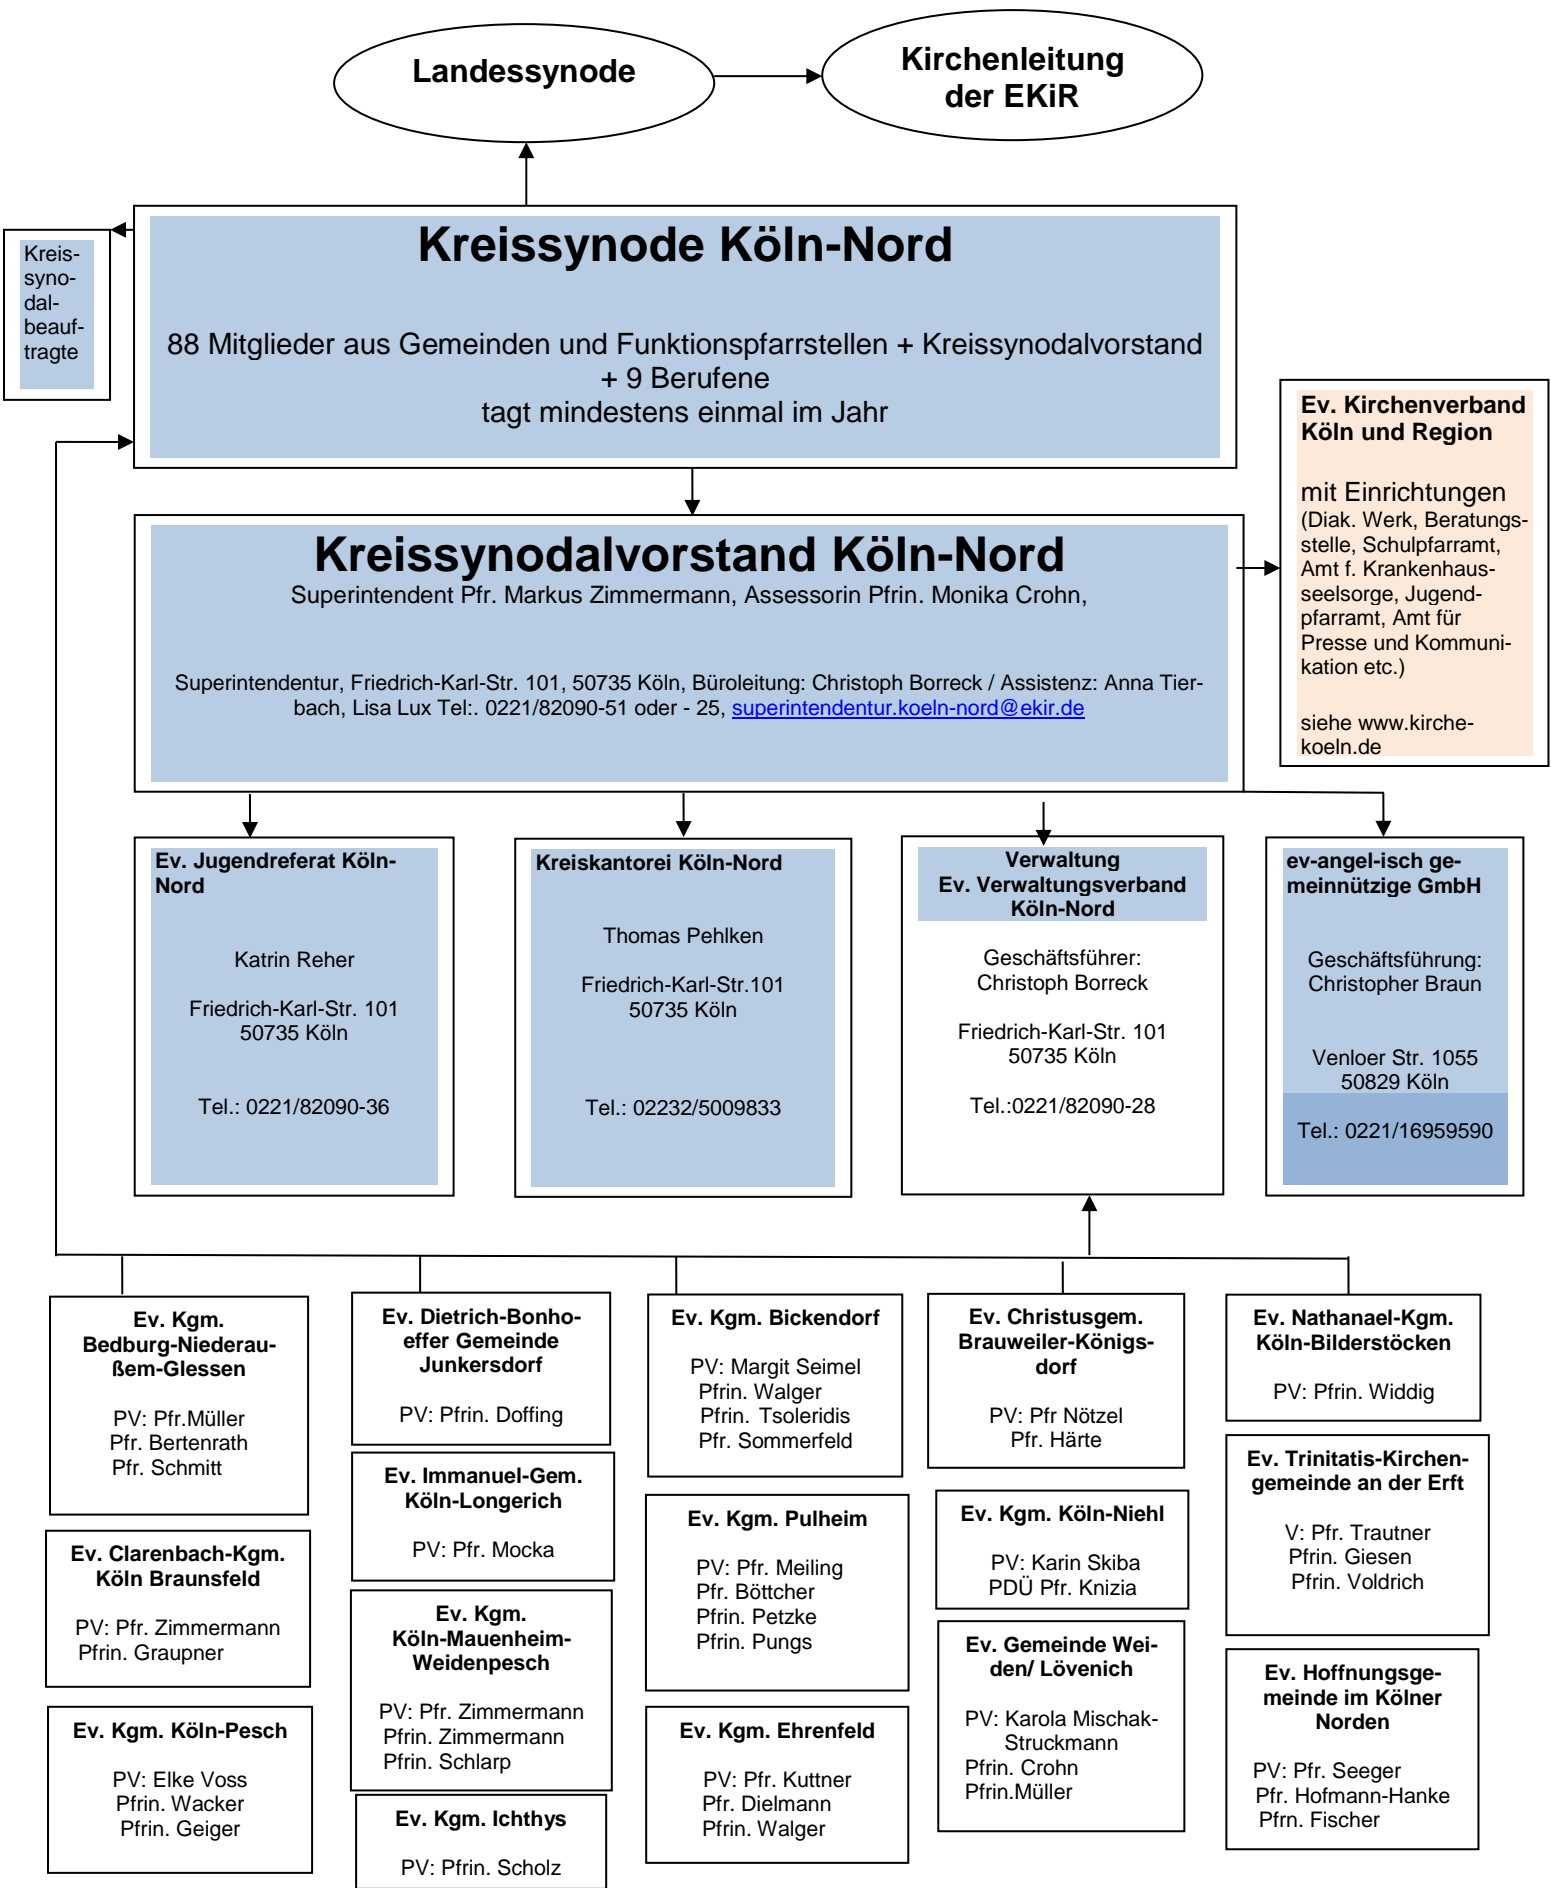 Landessynode
Kirchenleitung
der EKiR
Kreis-
syno-
dal-
beauf-
tragte
Kreissynode Köln-Nord
88 Mitglieder aus Gemeinden und Funktionspfarrstellen + Kreissynodalvorstand
+ 9 Berufene
tagt mindestens einmal im Jahr
Ev. Kirchenverband
Köln und Region
mit Einrichtungen
(Diak. Werk, Beratungs-
stelle, Schulpfarramt,
Amt f. Krankenhaus-
seelsorge, Jugend-
pfarramt, Amt für
Presse und Kommuni-
kation etc.)
siehe www.kirche-
koeln.de
Kreissynodalvorstand Köln-Nord
Superintendent Pfr. Markus Zimmermann, Assessorin Pfrin. Monika Crohn,
Superintendentur, Friedrich-Karl-Str. 101, 50735 Köln, Büroleitung: Christoph Borreck / Assistenz: Anna Tier-
bach, Lisa Lux Tel:. 0221/82090-51 oder - 25, superintendentur.koeln-nord@ekir.de
Ev. Jugendreferat Köln-
Nord
Katrin Reher
Friedrich-Karl-Str. 101
50735 Köln
Tel.: 0221/82090-36
Kreiskantorei Köln-Nord
Thomas Pehlken
Friedrich-Karl-Str.101
50735 Köln
Tel.: 02232/5009833
Verwaltung
Ev. Verwaltungsverband
Köln-Nord
Geschäftsführer:
Christoph Borreck
Friedrich-Karl-Str. 101
50735 Köln
Tel.:0221/82090-28
ev-angel-isch ge-
meinnützige GmbH
Geschäftsführung:
Christopher Braun
Venloer Str. 1055
50829 Köln
Tel.: 0221/16959590
Ev. Kgm.
Bedburg-Niederau-
ßem-Glessen
PV: Pfr.Müller
Pfr. Bertenrath
Pfr. Schmitt
Ev. Clarenbach-Kgm.
Köln Braunsfeld
PV: Pfr. Zimmermann
Pfrin. Graupner
Ev. Kgm. Köln-Pesch
PV: Elke Voss
Pfrin. Wacker
Pfrin. Geiger
Ev. Dietrich-Bonho-
effer Gemeinde
Junkersdorf
PV: Pfrin. Doffing
Ev. Immanuel-Gem.
Köln-Longerich
PV: Pfr. Mocka
Ev. Kgm.
Köln-Mauenheim-
Weidenpesch
PV: Pfr. Zimmermann
Pfrin. Zimmermann
Pfrin. Schlarp
Ev. Kgm. Ichthys
PV: Pfrin. Scholz
Ev. Kgm. Bickendorf
PV: Margit Seimel
Pfrin. Walger
Pfrin. Tsoleridis
Pfr. Sommerfeld
Ev. Kgm. Pulheim
PV: Pfr. Meiling
Pfr. Böttcher
Pfrin. Petzke
Pfrin. Pungs
Ev. Kgm. Ehrenfeld
PV: Pfr. Kuttner
Pfr. Dielmann
Pfrin. Walger
Ev. Christusgem.
Brauweiler-Königs-
dorf
PV: Pfr Nötzel
Pfr. Härte
Ev. Kgm. Köln-Niehl
PV: Karin Skiba
PDÜ Pfr. Knizia
Ev. Gemeinde Wei-
den/ Lövenich
PV: Karola Mischak-
Struckmann
Pfrin. Crohn
Pfrin.Müller
Ev. Nathanael-Kgm.
Köln-Bilderstöcken
PV: Pfrin. Widdig
Ev. Trinitatis-Kirchen-
gemeinde an der Erft
V: Pfr. Trautner
Pfrin. Giesen
Pfrin. Voldrich
Ev. Hoffnungsge-
meinde im Kölner
Norden
PV: Pfr. Seeger
Pfr. Hofmann-Hanke
Pfrn. Fischer